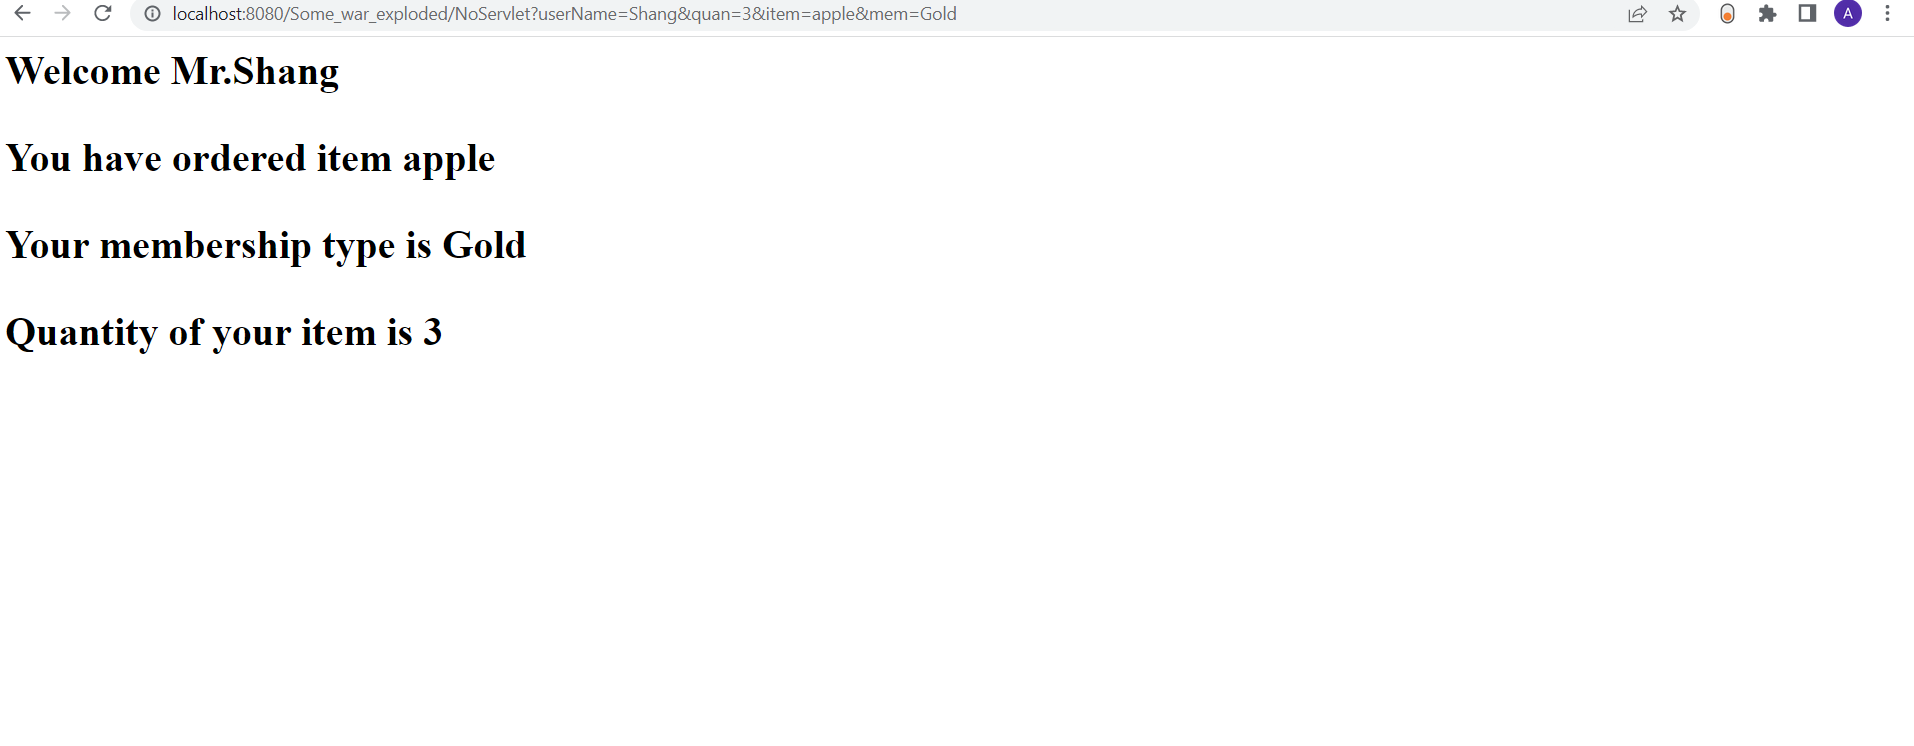 localhost:8080/Some_war_exploded/NoServlet?userName=Shang&quan=3&item=apple&mem=Gold
A
Welcome Mr.Shang
You have ordered item apple
Your membership type is Gold
Quantity of your item is 3